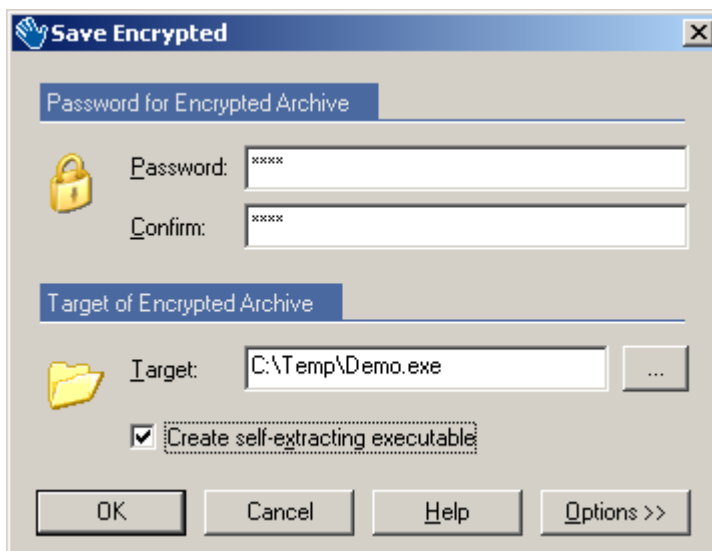 Save Encrypted
Password for Encrypted Archive
Password: ****
Confirm: ****
Target of Encrypted Archive
Target: C:\Temp\Demo.exe ...
Create self-extracting executable
OK Cancel Help Options >>